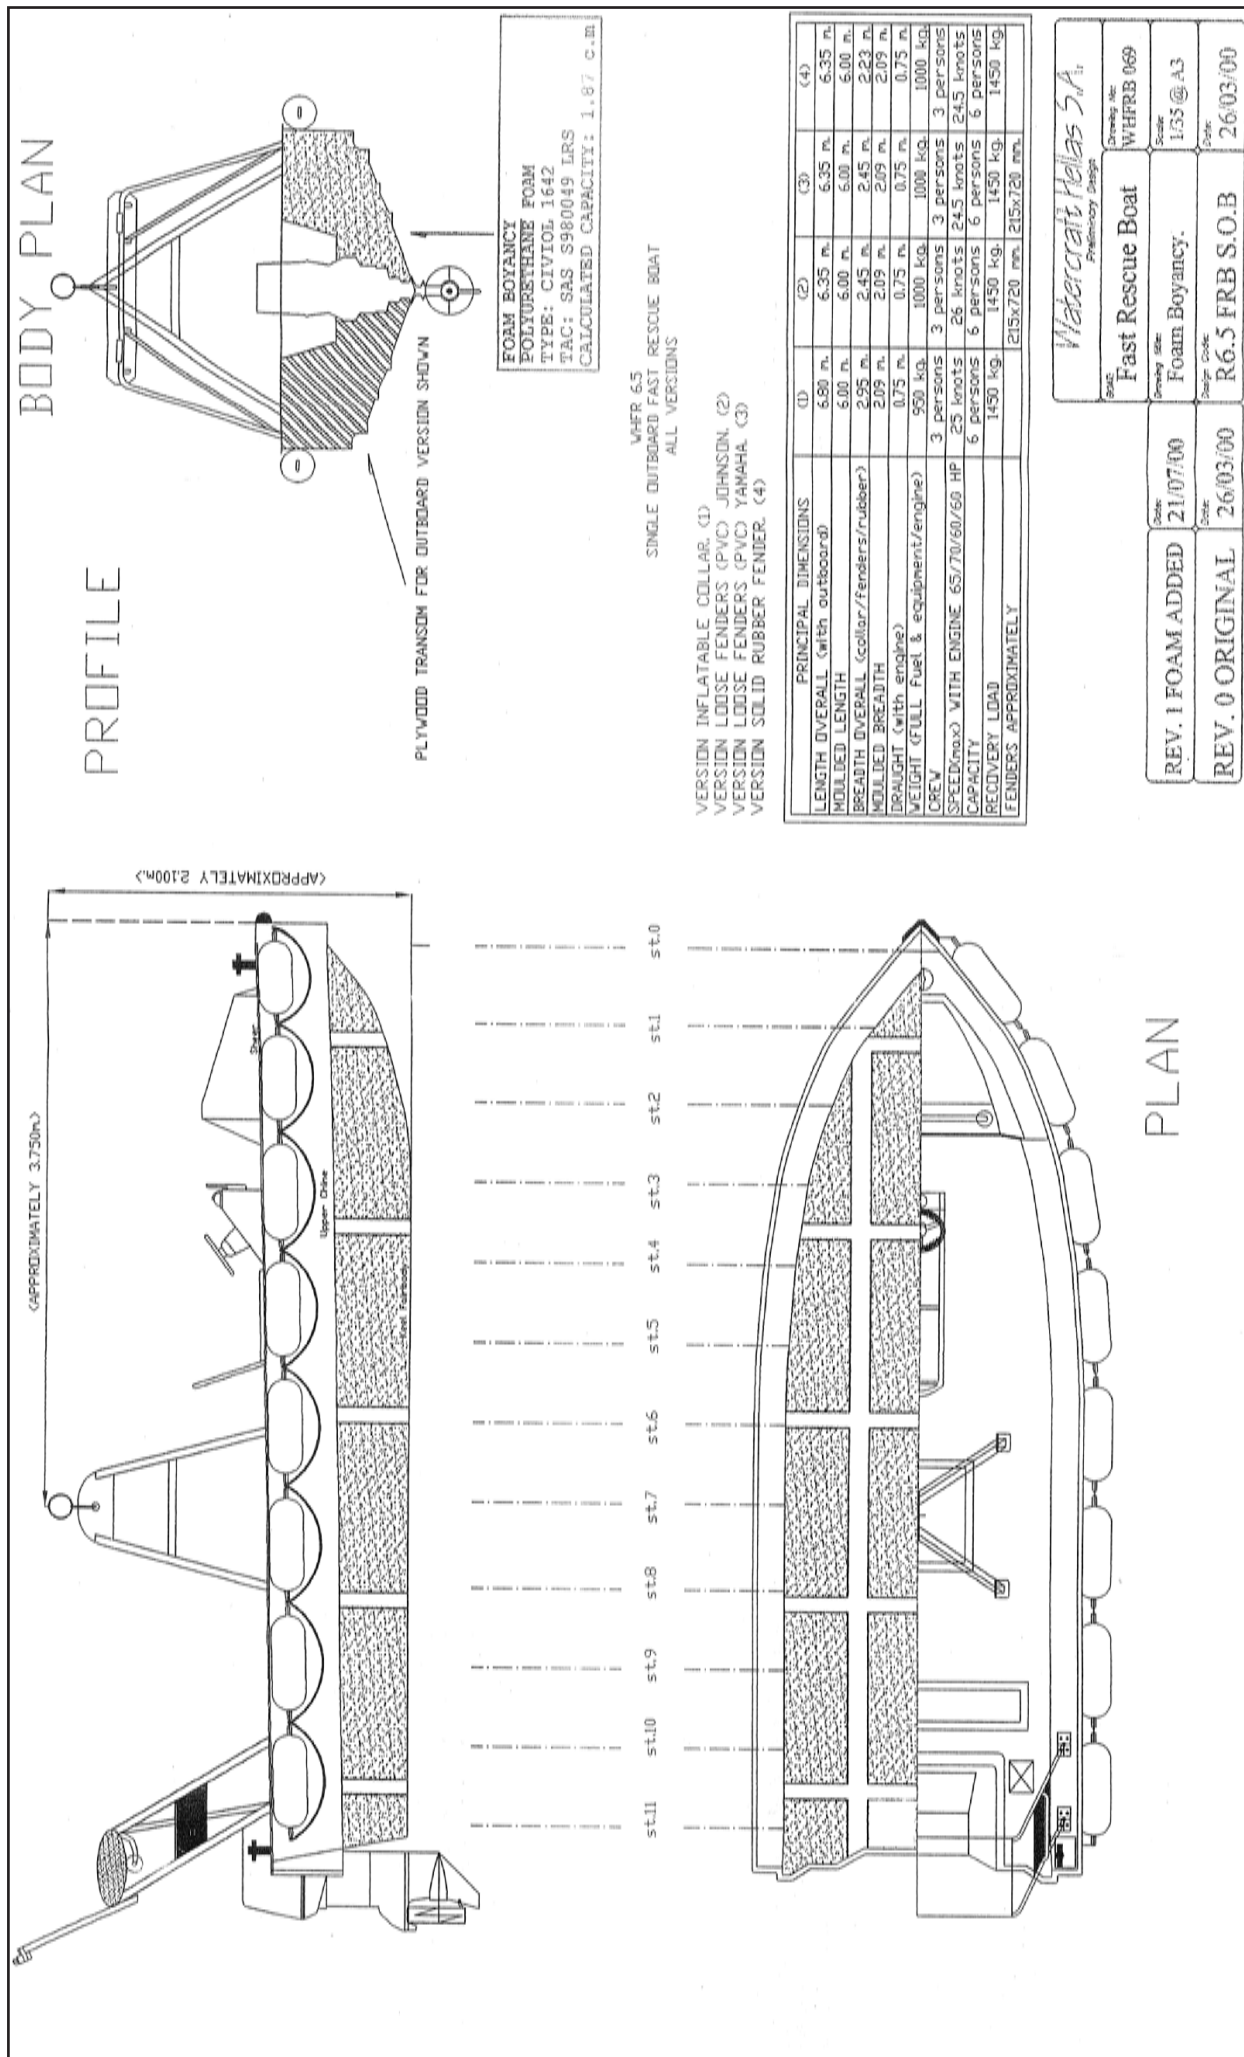 BODY PLAN
PROFILE
PLYWOOD TRANSOM FOR OUTBOARD VERSION SHOWN
FOAM BOYANCY
POLYURETHANE FOAM
TYPE: CIVIOL 1642
TAC: SAS S980049 LRS
CALCULATED CAPACITY: 1.87 c.m
WHFR 6.5
SINGLE OUTBOARD FAST RESCUE BOAT
ALL VERSIONS
VERSION INFLATABLE COLLAR. (1)
VERSION LOOSE FENDERS (PVC) JOHNSON. (2)
VERSION LOOSE FENDERS (PVC) YAMAHA. (3)
VERSION SOLID RUBBER FENDER. (4)
PRINCIPAL DIMENSIONS (1) (2) (3) (4)
LENGTH OVERALL (with outboard) 6.80 m. 6.35 m. 6.35 m. 6.35 m.
MOULDED LENGTH 6.00 m. 6.00 m. 6.00 m. 6.00 m.
BREADTH OVERALL (collar/fenders/rubber) 2.95 m. 2.45 m. 2.45 m. 2.23 m.
MOULDED BREADTH 2.09 m. 2.09 m. 2.09 m. 2.09 m.
DRAUGHT (with engine) 0.75 m. 0.75 m. 0.75 m. 0.75 m.
WEIGHT (FULL fuel & equipment/engine) 950 kg. 1000 kg. 1000 kg. 1000 kg.
CREW 3 persons 3 persons 3 persons 3 persons
SPEED(max) WITH ENGINE 65/70/60/60 HP 25 knots 26 knots 24.5 knots 24.5 knots
CAPACITY 6 persons 6 persons 6 persons 6 persons
RECOVERY LOAD 1450 kg. 1450 kg. 1450 kg. 1450 kg.
FENDERS APPROXIMATELY 215x720 mm 215x720 mm.
Watercraft Hellas S.A.
Preliminary Design
BOAT:
Fast Rescue Boat
Drawing No:
WHFRB 069
REV. 1 FOAM ADDED
Date:
21/07/00
Drawing title:
Foam Boyancy.
Scale:
1/35 @ A3
REV. 0 ORIGINAL
Date:
26/03/00
Design Code:
R6.5 FRB S.O.B
Date:
26/03/00
(APPROXIMATELY 3.750m.)
(APPROXIMATELY 2.100m.)
Sheer
Upper Chine
Keel Fairbody
st.11 st.10 st.9 st.8 st.7 st.6 st.5 st.4 st.3 st.2 st.1 st.0
PLAN